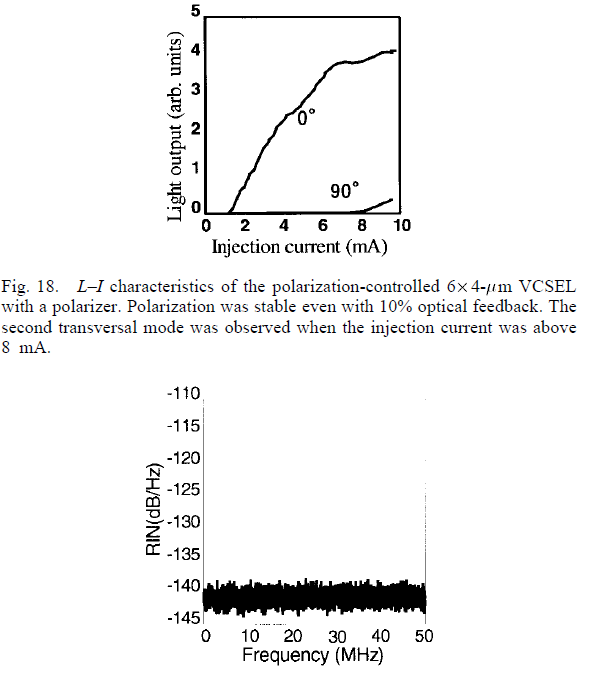 5
4
3
2
1
0
Light output (arb. units)
0°
90°
0 2 4 6 8 10
Injection current (mA)
Fig. 18. L–I characteristics of the polarization-controlled 6×4-μm VCSEL
with a polarizer. Polarization was stable even with 10% optical feedback. The
second transversal mode was observed when the injection current was above
8 mA.
-110
-115
-120
-125
-130
-135
-140
-145
RIN(dB/Hz)
0 10 20 30 40 50
Frequency (MHz)